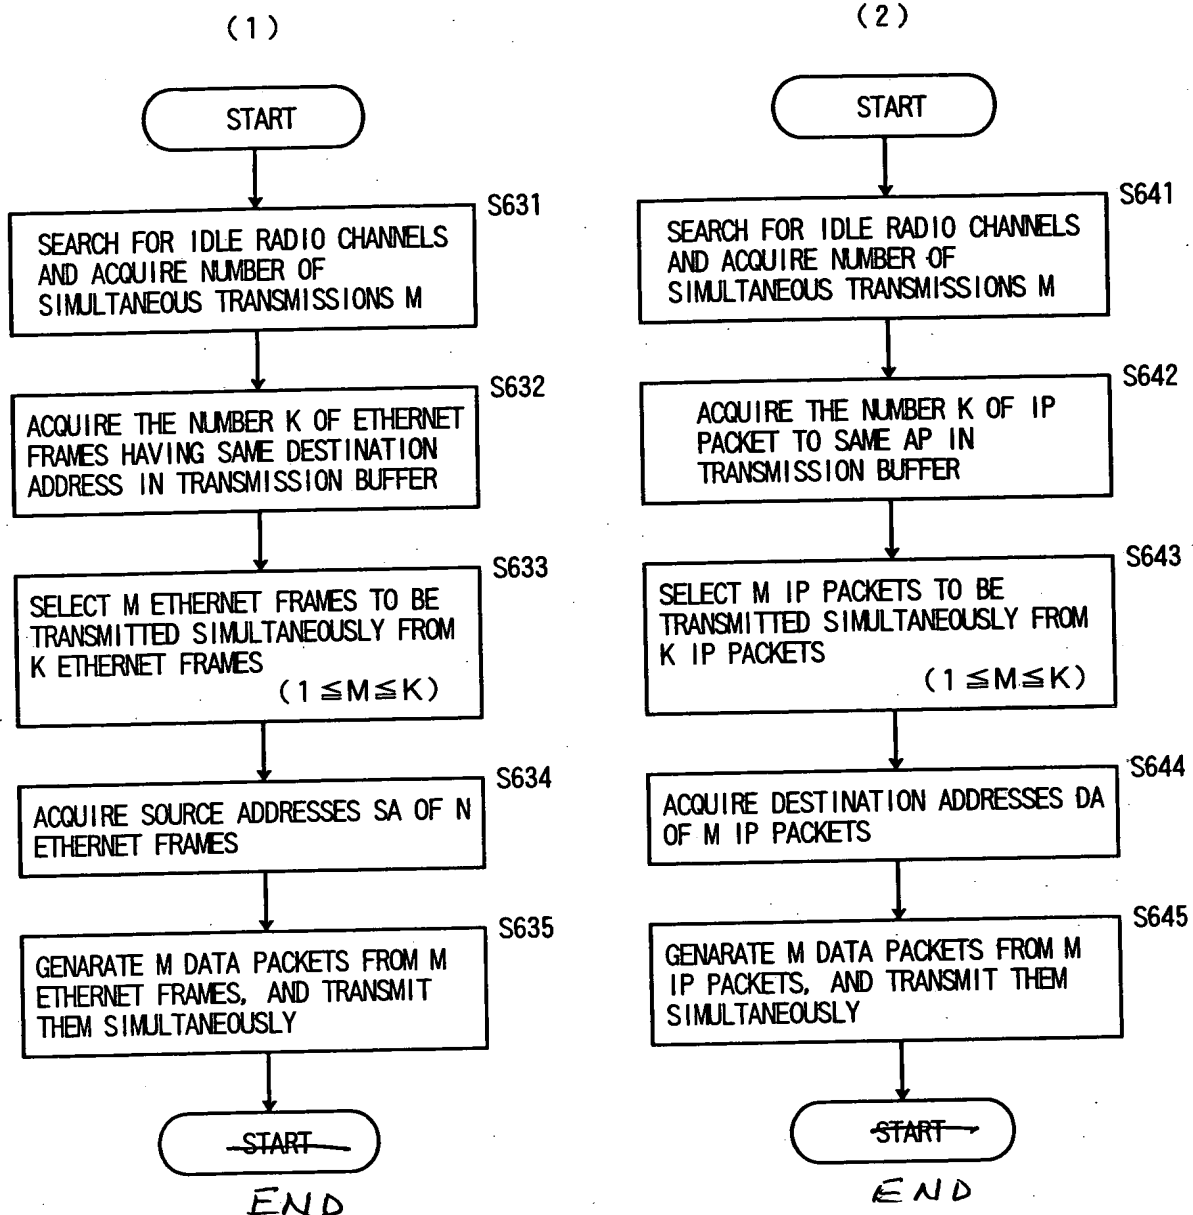 (1)
START
S631
SEARCH FOR IDLE RADIO CHANNELS
AND ACQUIRE NUMBER OF
SIMULTANEOUS TRANSMISSIONS M
S632
ACQUIRE THE NUMBER K OF ETHERNET
FRAMES HAVING SAME DESTINATION
ADDRESS IN TRANSMISSION BUFFER
S633
SELECT M ETHERNET FRAMES TO BE
TRANSMITTED SIMULTANEOUSLY FROM
K ETHERNET FRAMES
(1≦M≦K)
S634
ACQUIRE SOURCE ADDRESSES SA OF N
ETHERNET FRAMES
S635
GENARATE M DATA PACKETS FROM M
ETHERNET FRAMES, AND TRANSMIT
THEM SIMULTANEOUSLY
START
END
(2)
START
S641
SEARCH FOR IDLE RADIO CHANNELS
AND ACQUIRE NUMBER OF
SIMULTANEOUS TRANSMISSIONS M
S642
ACQUIRE THE NUMBER K OF IP
PACKET TO SAME AP IN
TRANSMISSION BUFFER
S643
SELECT M IP PACKETS TO BE
TRANSMITTED SIMULTANEOUSLY FROM
K IP PACKETS
(1≦M≦K)
S644
ACQUIRE DESTINATION ADDRESSES DA
OF M IP PACKETS
S645
GENARATE M DATA PACKETS FROM M
IP PACKETS, AND TRANSMIT THEM
SIMULTANEOUSLY
START
END